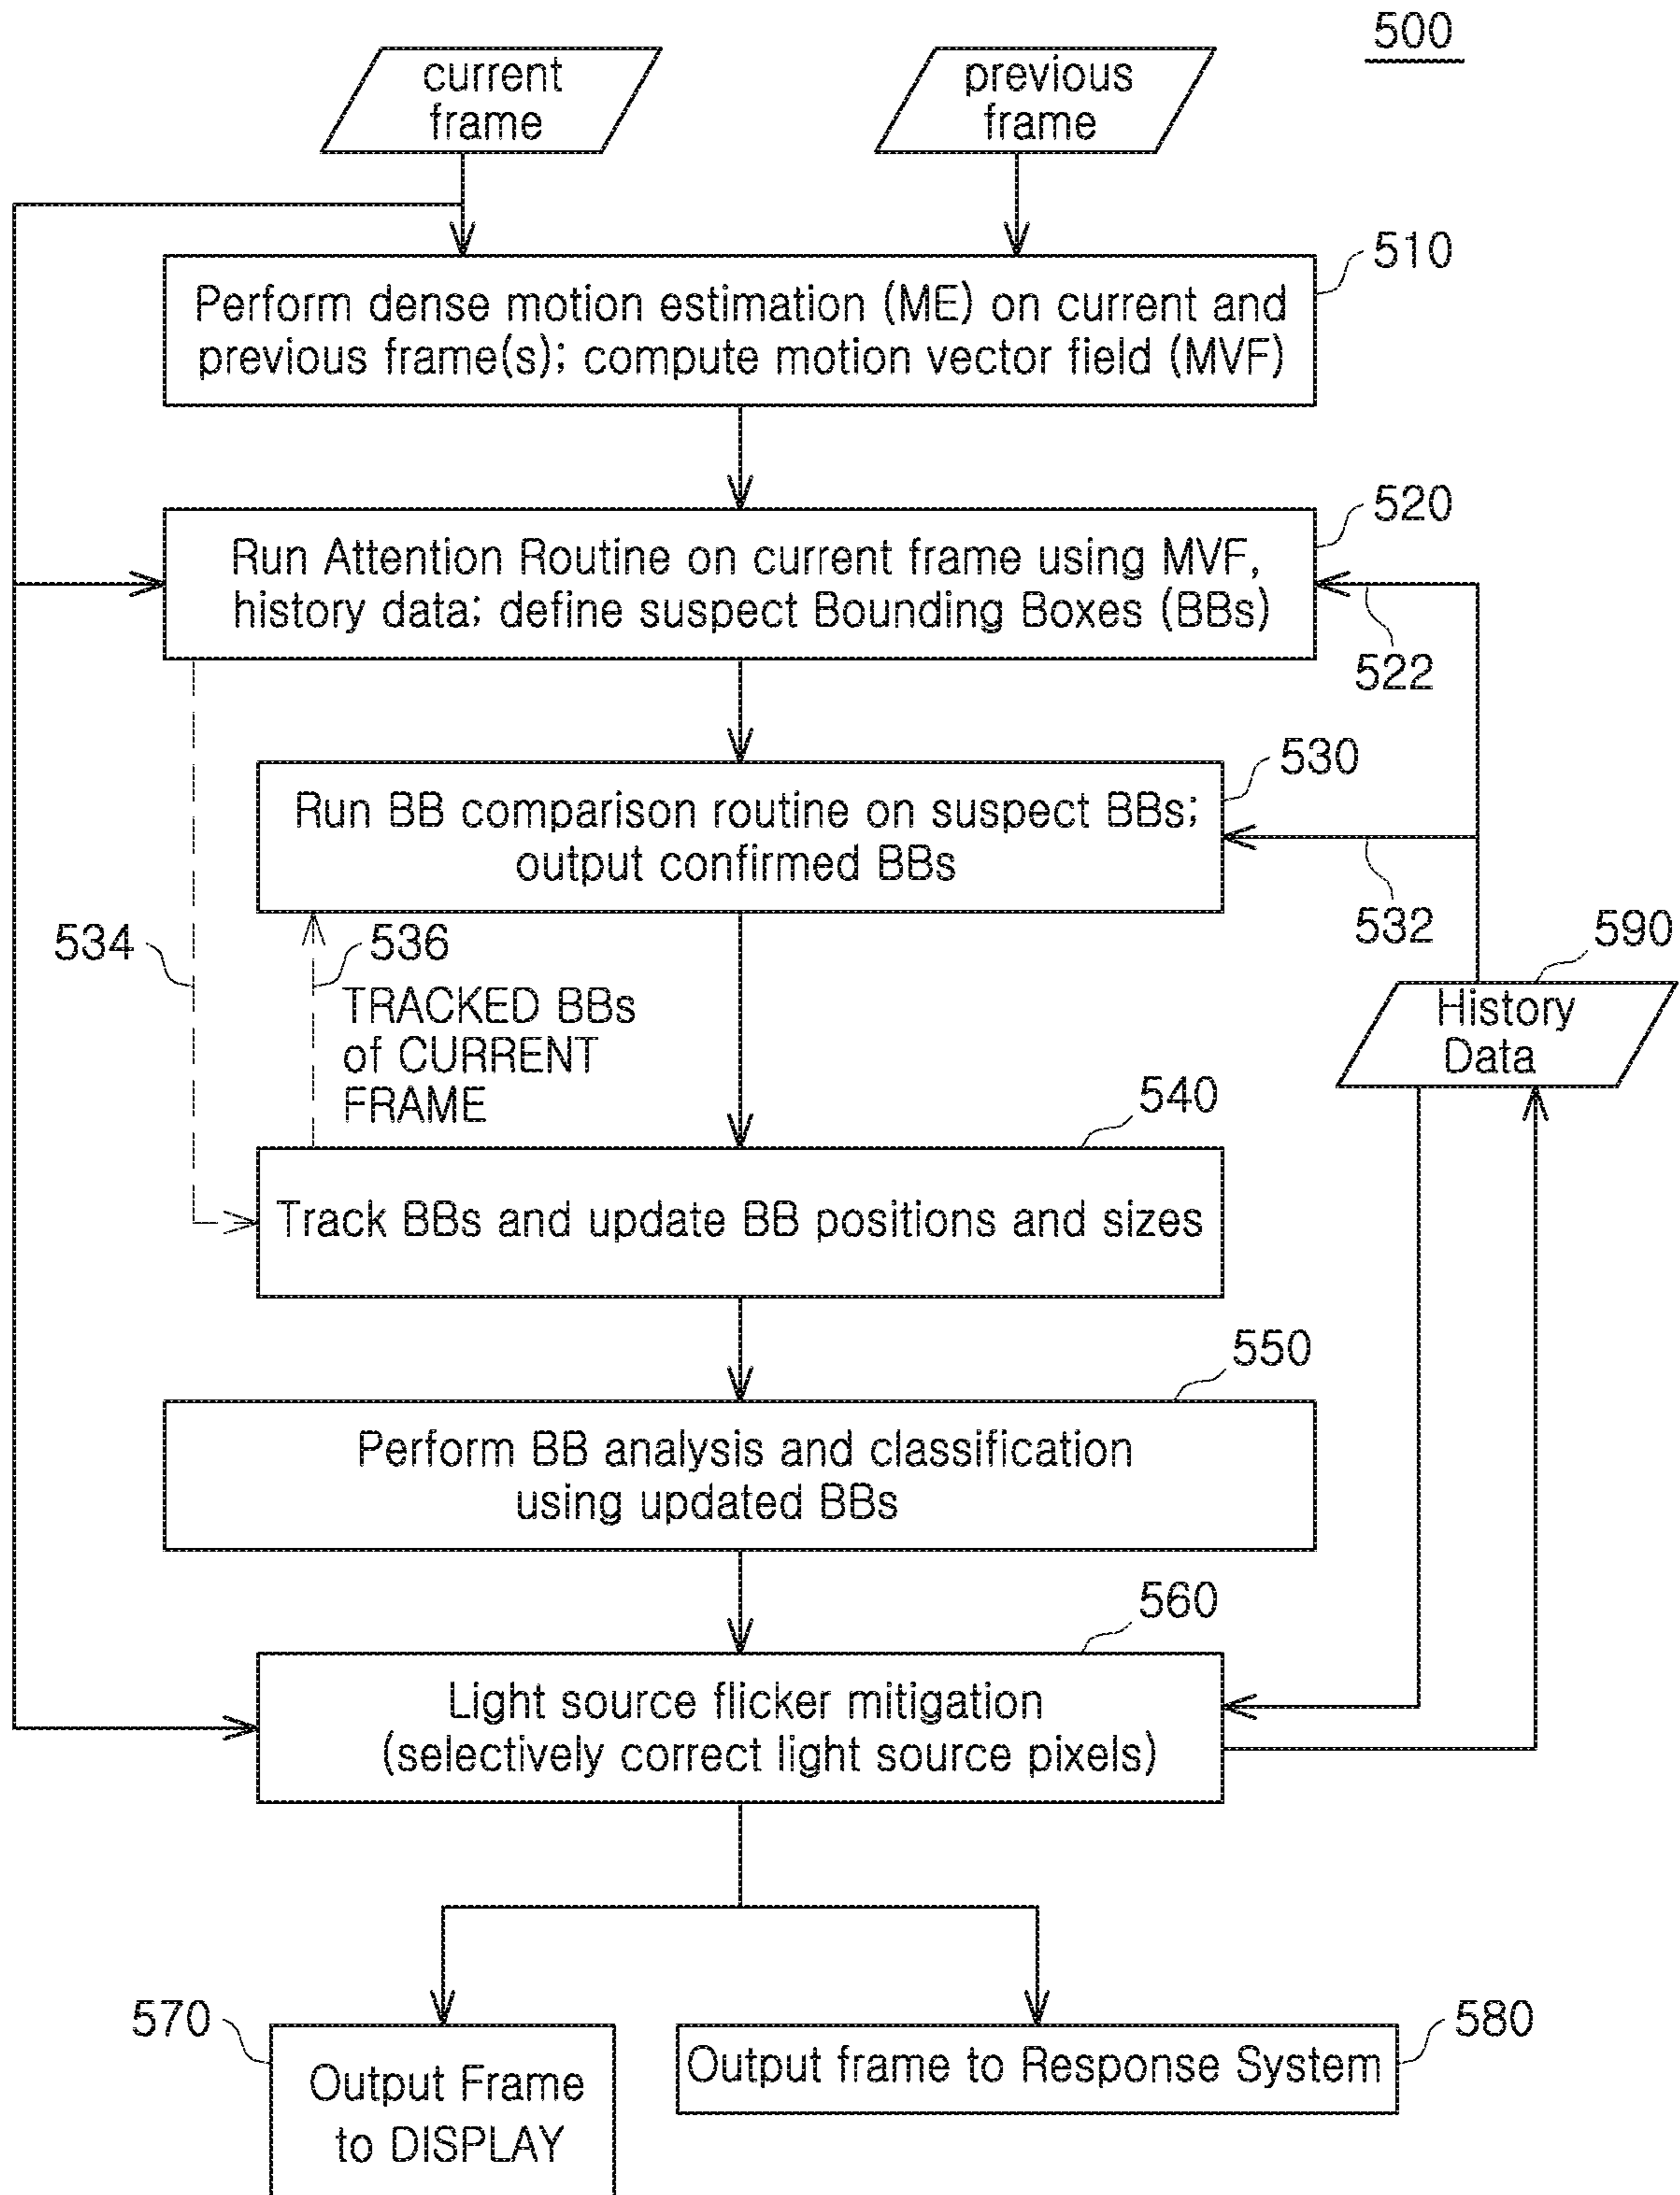 500
current
frame
previous
frame
510
Perform dense motion estimation (ME) on current and
previous frame(s); compute motion vector field (MVF)
520
Run Attention Routine on current frame using MVF,
history data; define suspect Bounding Boxes (BBs)
522
530
Run BB comparison routine on suspect BBs;
output confirmed BBs
532
534
536
TRACKED BBs
of CURRENT
FRAME
590
History
Data
540
Track BBs and update BB positions and sizes
550
Perform BB analysis and classification
using updated BBs
560
Light source flicker mitigation
(selectively correct light source pixels)
570
Output Frame
to DISPLAY
580
Output frame to Response System